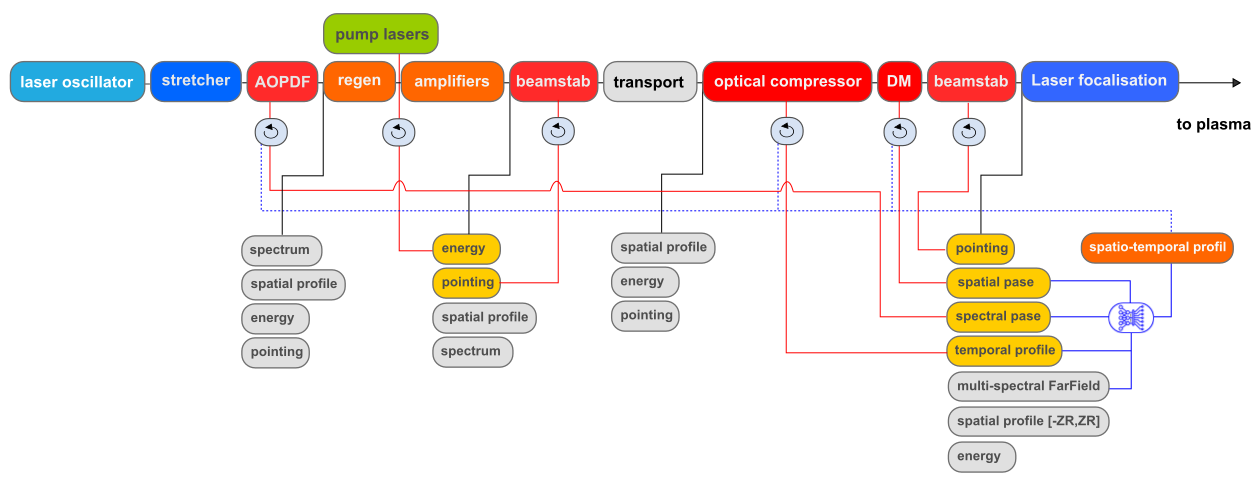 pump lasers
laser oscillator
stretcher
AOPDF
regen
amplifiers
beamstab
transport
optical compressor
DM
beamstab
Laser focalisation
to plasma
spectrum
spatial profile
energy
pointing
energy
pointing
spatial profile
spectrum
spatial profile
energy
pointing
pointing
spatial pase
spectral pase
temporal profile
multi-spectral FarField
spatial profile [-ZR,ZR]
energy
spatio-temporal profil